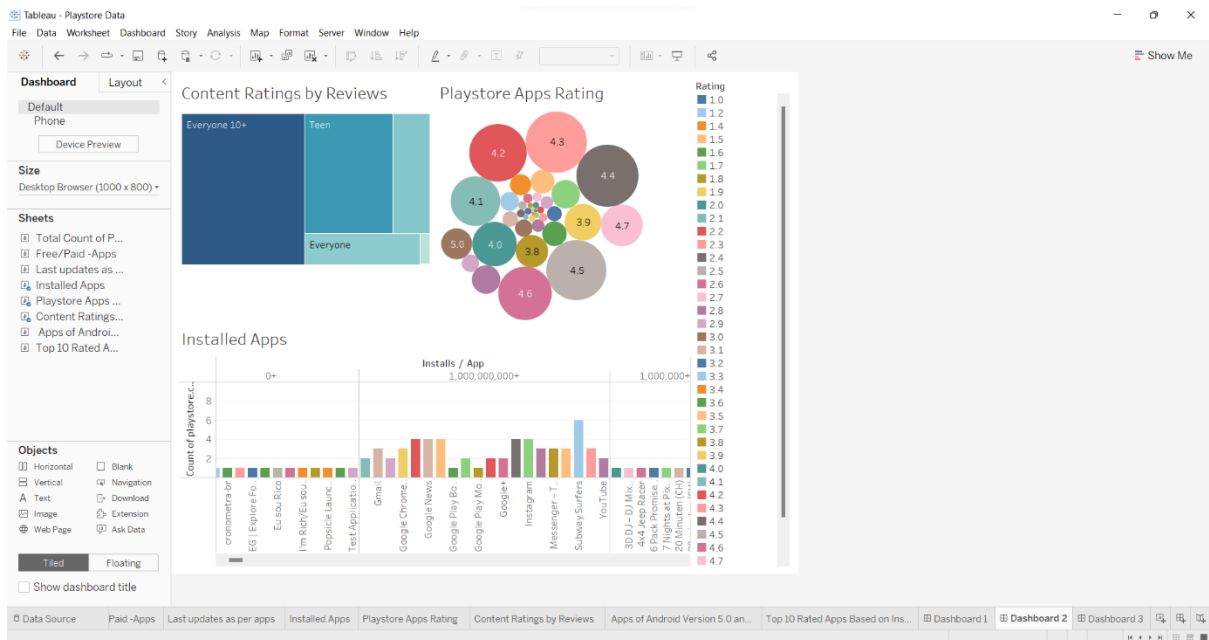 Tableau - Playstore Data
File Data Worksheet Dashboard Story Analysis Map Format Server Window Help
Show Me
Dashboard Layout
Default
Phone
Device Preview
Size
Desktop Browser (1000 x 800)
Sheets
Total Count of P...
Free/Paid -Apps
Last updates as ...
Installed Apps
Playstore Apps ...
Content Ratings...
Apps of Androi...
Top 10 Rated A...
Objects
Horizontal Blank
Vertical Navigation
Text Download
Image Extension
Web Page Ask Data
Tiled Floating
Show dashboard title
Content Ratings by Reviews
Everyone 10+ Teen
Everyone
Playstore Apps Rating
4.3
4.2
4.4
4.1
3.9
4.7
5.0
4.0
3.8
4.5
4.6
Installed Apps
Installs / App
0+ 1,000,000,000+ 1,000,000+
Count of playstore.c..
8
6
4
2
cronometra-br
EG | Explore Fo..
Eu sou Rico
I'm Rich/Eu sou..
Popsicle Launc..
Test Applicatio..
Gmail
Google Chrome..
Google News
Google Play Bo..
Google Play Mo..
Google+
Instagram
Messenger – T..
Subway Surfers
YouTube
3D DJ – DJ Mix..
4x4 Jeep Racer
6 Pack Promise..
7 Nights at Pix..
20 Minuten (CH)
Rating
1.0
1.2
1.4
1.5
1.6
1.7
1.8
1.9
2.0
2.1
2.2
2.3
2.4
2.5
2.6
2.7
2.8
2.9
3.0
3.1
3.2
3.3
3.4
3.6
3.5
3.7
3.8
3.9
4.0
4.1
4.2
4.3
4.4
4.5
4.6
4.7
Data Source Paid -Apps Last updates as per apps Installed Apps Playstore Apps Rating Content Ratings by Reviews Apps of Android Version 5.0 an... Top 10 Rated Apps Based on Ins... Dashboard 1 Dashboard 2 Dashboard 3